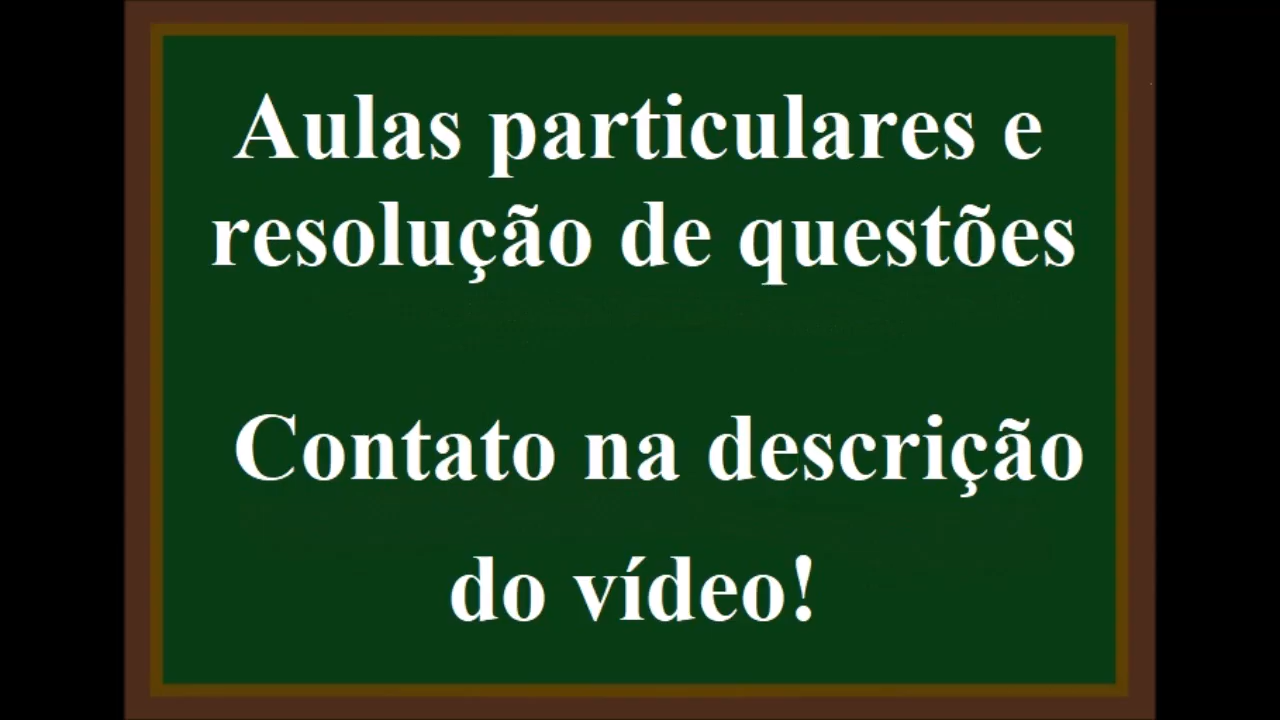 Aulas particulares e
resolução de questões
Contato na descrição
do vídeo!